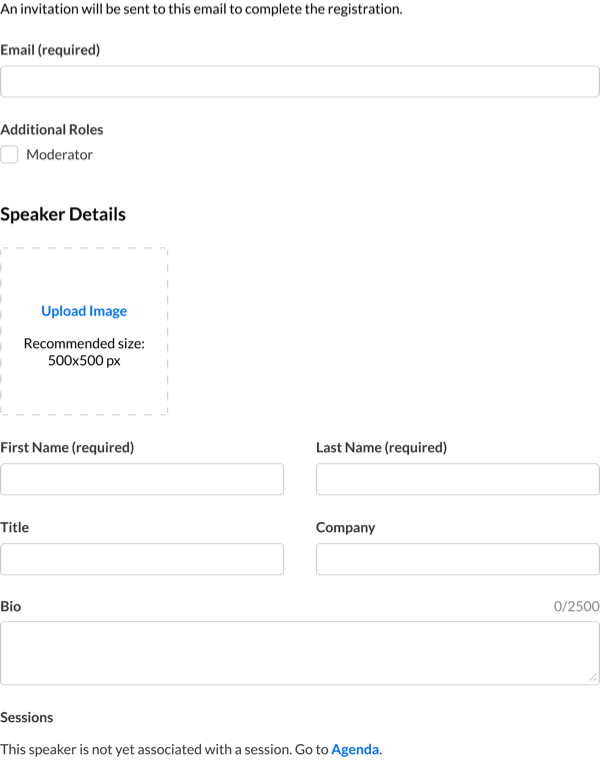 An invitation will be sent to this email to complete the registration.
Email (required)
Additional Roles
Moderator
Speaker Details
Upload Image
Recommended size:
500x500 px
First Name (required)
Last Name (required)
Title
Company
Bio
0/2500
Sessions
This speaker is not yet associated with a session. Go to Agenda.